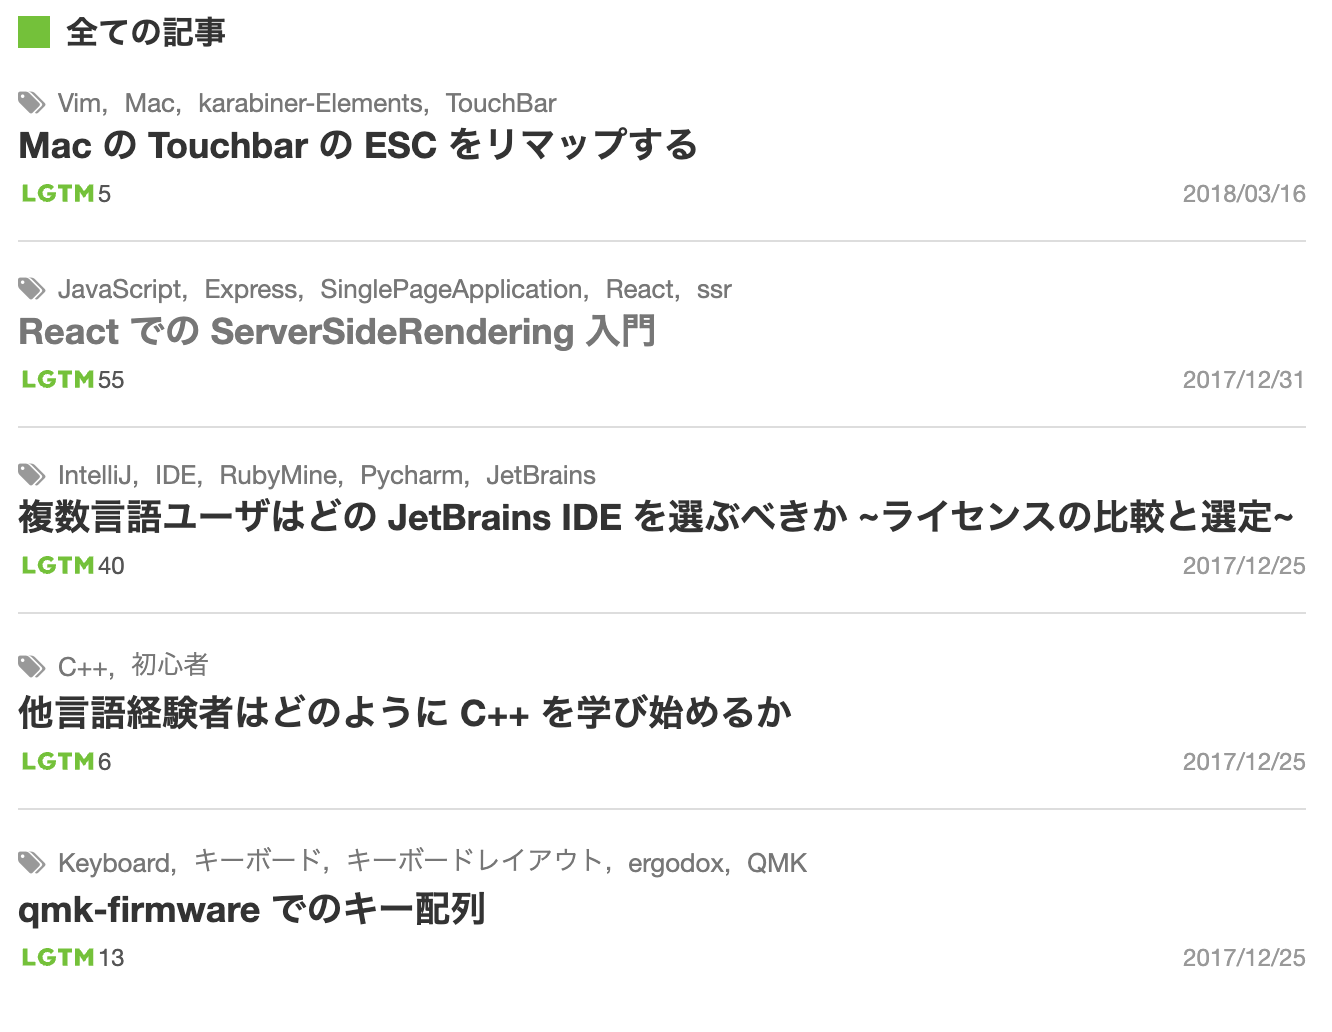 全ての記事
Vim, Mac, karabiner-Elements, TouchBar
Mac の Touchbar の ESC をリマップする
LGTM 5 2018/03/16
JavaScript, Express, SinglePageApplication, React, ssr
React での ServerSideRendering 入門
LGTM 55 2017/12/31
IntelliJ, IDE, RubyMine, Pycharm, JetBrains
複数言語ユーザはどの JetBrains IDE を選ぶべきか ~ライセンスの比較と選定~
LGTM 40 2017/12/25
C++, 初心者
他言語経験者はどのように C++ を学び始めるか
LGTM 6 2017/12/25
Keyboard, キーボード, キーボードレイアウト, ergodox, QMK
qmk-firmware でのキー配列
LGTM 13 2017/12/25